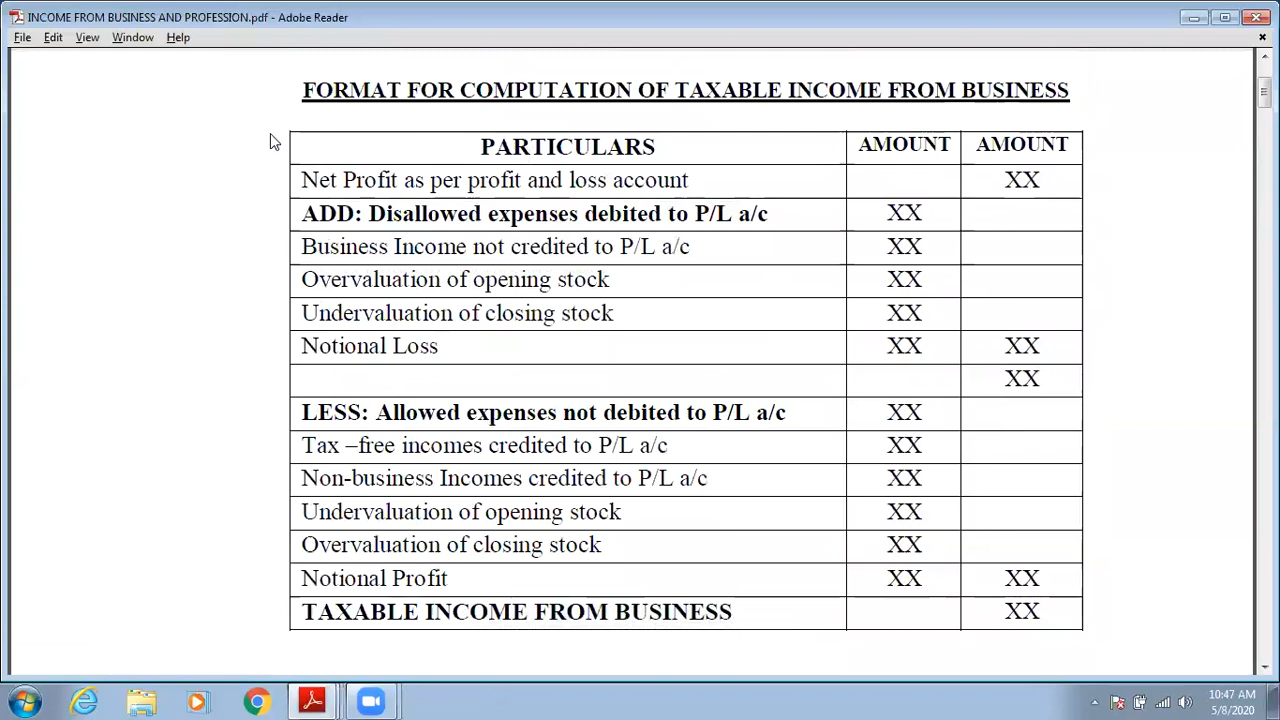 INCOME FROM BUSINESS AND PROFESSION.pdf - Adobe Reader
File Edit View Window Help
FORMAT FOR COMPUTATION OF TAXABLE INCOME FROM BUSINESS
PARTICULARS AMOUNT AMOUNT
Net Profit as per profit and loss account XX
ADD: Disallowed expenses debited to P/L a/c XX
Business Income not credited to P/L a/c XX
Overvaluation of opening stock XX
Undervaluation of closing stock XX
Notional Loss XX XX
XX
LESS: Allowed expenses not debited to P/L a/c XX
Tax –free incomes credited to P/L a/c XX
Non-business Incomes credited to P/L a/c XX
Undervaluation of opening stock XX
Overvaluation of closing stock XX
Notional Profit XX XX
TAXABLE INCOME FROM BUSINESS XX
10:47 AM
5/8/2020